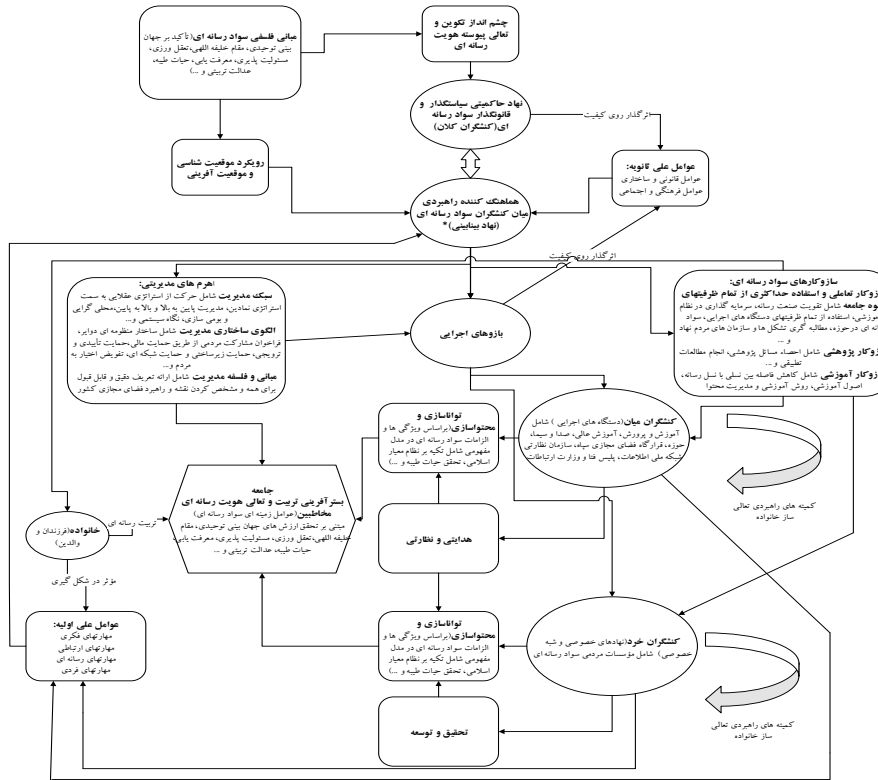 مبانی فلسفی سواد رسانه ای(تأکید بر جهان
بینی توحیدی، مقام خلیفه اللهی،تعقل ورزی،
مسئولیت پذیری، معرفت یابی، حیات طیبه،
عدالت تربیتی و ...)
چشم انداز تکوین و
تعالی پیوسته هویت
رسانه ای
نهاد حاکمیتی سیاستگذار و
قانونگذار سواد رسانه
ای(کنشگران کلان)
اثرگذار روی کیفیت
رویکرد موقعیت شناسی
و موقعیت آفرینی
عوامل علی ثانویه:
عوامل قانونی و ساختاری
عوامل فرهنگی و اجتماعی
هماهنگ کننده راهبردی
میان کنشگران سواد رسانه ای
(نهاد بینابینی)*
اثرگذار روی کیفیت
اهرم های مدیریتی:
سبک مدیریت شامل حرکت از استراتژی عقلایی به سمت
استراتژی نمادین، مدیریت پایین به بالا و بالا به پایین،محلی گرایی
و بومی سازی، نگاه سیستمی و...
الگوی ساختاری مدیریت شامل ساختار منظومه ای دوایر،
فراخوان مشارکت مردمی از طریق حمایت مالی،حمایت تأییدی و
ترویجی، حمایت زیرساختی و حمایت شبکه ای، تفویض اختیار به
مردم و...
مبانی و فلسفه مدیریت شامل ارائه تعریف دقیق و قابل قبول
برای همه و مشخص کردن نقشه و راهبرد فضای مجازی کشور
بازوهای اجرایی
سازوکارهای سواد رسانه ای:
زوکار تعاملی و استفاده حداکثری از تمام ظرفیتهای
وه جامعه شامل تقویت صنعت رسانه، سرمایه گذاری در نظام
موزشی، استفاده از تمام ظرفیتهای دستگاه های اجرایی، سواد
انه ای درحوزه، مطالبه گری تشکل ها و سازمان های مردم نهاد
و ...
زوکار پژوهشی شامل احصاء مسائل پژوهشی، انجام مطالعات
تطبیقی و ...
زوکار آموزشی شامل کاهش فاصله بین نسلی با نسل رسانه،
اصول آموزشی، روش آموزشی و مدیریت محتوا
کنشگران میان(دستگاه های اجرایی ) شامل
آموزش و پرورش، آموزش عالی، صدا و سیما،
حوزه، قرارگاه فضای مجازی سپاه، سازمان نظارتی
شبکه ملی اطلاعات، پلیس فتا و وزارت ارتباطات
تواناسازی و
محتواسازی(براساس ویژگی ها و
الزامات سواد رسانه ای در مدل
مفهومی شامل تکیه بر نظام معیار
اسلامی، تحقق حیات طیبه و ...)
کمیته های راهبردی تعالی
ساز خانواده
جامعه
بسترآفرینی تربیت و تعالی هویت رسانه ای
مخاطبین(عوامل زمینه ای سواد رسانه ای)
مبتنی بر تحقق ارزش های جهان بینی توحیدی، مقام
خلیفه اللهی،تعقل ورزی، مسئولیت پذیری، معرفت یابی،
حیات طیبه، عدالت تربیتی و ...
تربیت رسانه ای
خانواده(فرزندان و
والدین)
هدایتی و نظارتی
مؤثر در شکل گیری
عوامل علی اولیه:
مهارتهای فکری
مهارتهای ارتباطی
مهارتهای رسانه ای
مهارتهای فردی
تواناسازی و
محتواسازی(براساس ویژگی ها و
الزامات سواد رسانه ای در مدل
مفهومی شامل تکیه بر نظام معیار
اسلامی، تحقق حیات طیبه و ...)
کنشگران خرد(نهادهای خصوصی و شبه
خصوصی) شامل مؤسسات مردمی سواد رسانه ای
کمیته های راهبردی تعالی
ساز خانواده
تحقیق و توسعه